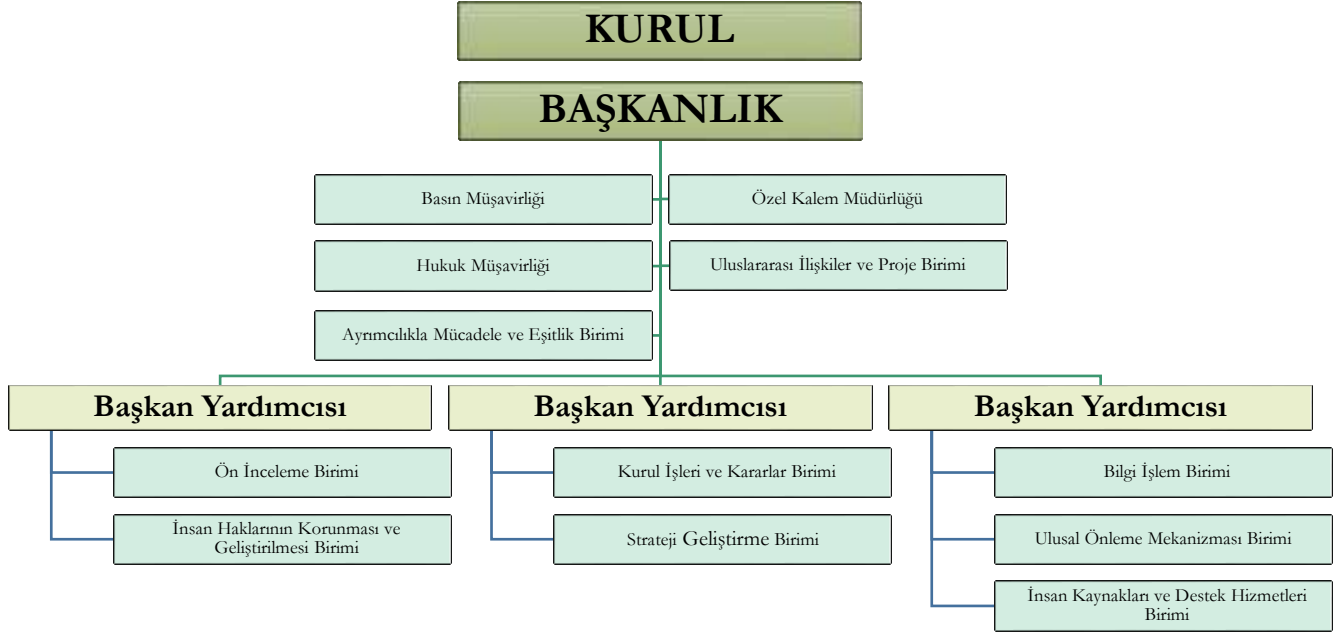 KURUL
BAŞKANLIK
Basın Müşavirliği
Özel Kalem Müdürlüğü
Hukuk Müşavirliği
Uluslararası İlişkiler ve Proje Birimi
Ayrımcılıkla Mücadele ve Eşitlik Birimi
Başkan Yardımcısı
Ön İnceleme Birimi
İnsan Haklarının Korunması ve
Geliştirilmesi Birimi
Başkan Yardımcısı
Kurul İşleri ve Kararlar Birimi
Strateji Geliştirme Birimi
Başkan Yardımcısı
Bilgi İşlem Birimi
Ulusal Önleme Mekanizması Birimi
İnsan Kaynakları ve Destek Hizmetleri
Birimi